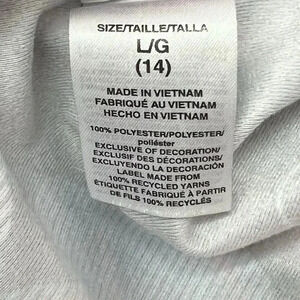 SIZE/TAILLE/TALLA
L/G
(14)
MADE IN VIETNAM
FABRIQUÉ AU VIETNAM
HECHO EN VIETNAM
100% POLYESTER/POLYESTER/
poliéster
EXCLUSIVE OF DECORATION/
EXCLUSIF DES DÉCORATIONS/
EXCLUYENDO LA DECORACIÓN
LABEL MADE FROM
100% RECYCLED YARNS
ÉTIQUETTE FABRIQUÉ À PARTIR
DE FILS 100% RECYCLÉS